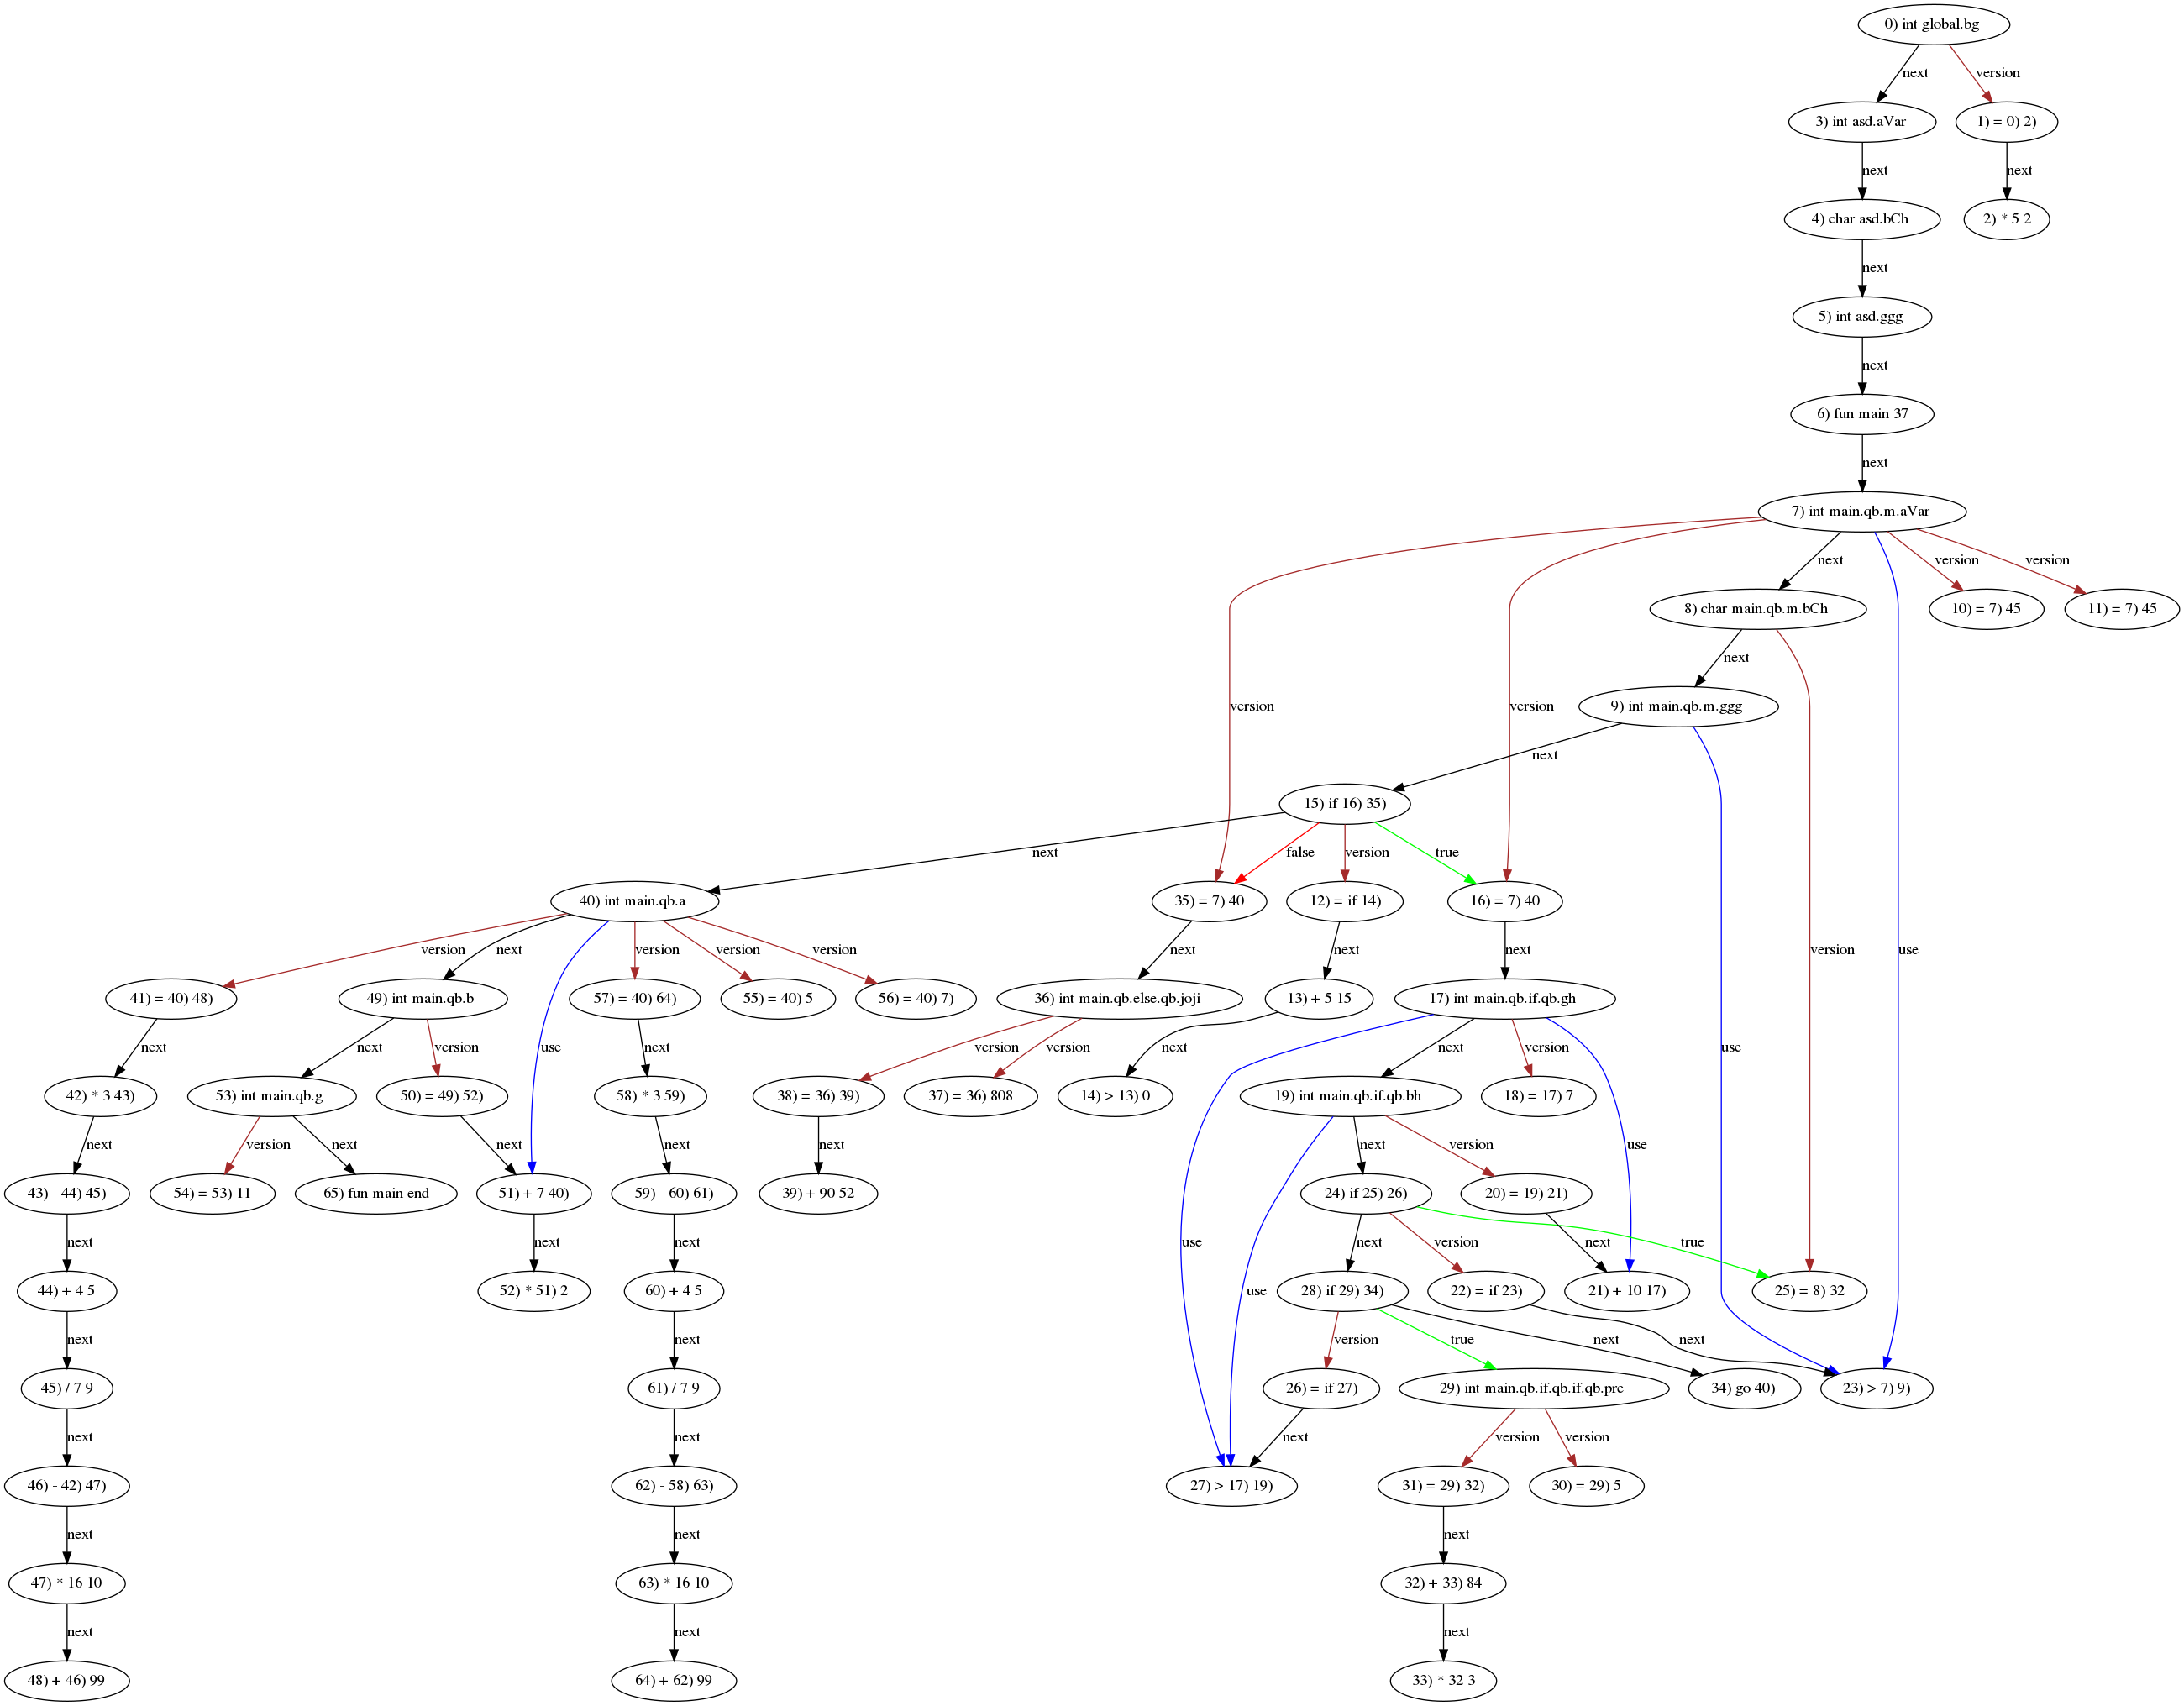 0) int global.bg
next
version
3) int asd.aVar
1) = 0) 2)
next
next
4) char asd.bCh
2) * 5 2
next
5) int asd.ggg
next
6) fun main 37
next
7) int main.qb.m.aVar
next
version
version
8) char main.qb.m.bCh
10) = 7) 45
11) = 7) 45
next
version
version
9) int main.qb.m.ggg
next
15) if 16) 35)
next
false
version
true
40) int main.qb.a
35) = 7) 40
12) = if 14)
16) = 7) 40
version
next
version
version
version
next
next
next
version
use
41) = 40) 48)
49) int main.qb.b
57) = 40) 64)
55) = 40) 5
56) = 40) 7)
36) int main.qb.else.qb.joji
13) + 5 15
17) int main.qb.if.qb.gh
next
next
version
use
next
version
version
next
next
version
use
42) * 3 43)
53) int main.qb.g
50) = 49) 52)
58) * 3 59)
38) = 36) 39)
37) = 36) 808
14) > 13) 0
19) int main.qb.if.qb.bh
18) = 17) 7
next
version
next
next
next
next
next
version
use
43) - 44) 45)
54) = 53) 11
65) fun main end
51) + 7 40)
59) - 60) 61)
39) + 90 52
24) if 25) 26)
20) = 19) 21)
next
next
next
use
next
version
next
true
44) + 4 5
52) * 51) 2
60) + 4 5
28) if 29) 34)
22) = if 23)
21) + 10 17)
25) = 8) 32
next
next
use
version
true
next
next
use
45) / 7 9
61) / 7 9
26) = if 27)
29) int main.qb.if.qb.if.qb.pre
34) go 40)
23) > 7) 9)
next
next
next
version
version
46) - 42) 47)
62) - 58) 63)
27) > 17) 19)
31) = 29) 32)
30) = 29) 5
next
next
next
47) * 16 10
63) * 16 10
32) + 33) 84
next
next
next
48) + 46) 99
64) + 62) 99
33) * 32 3